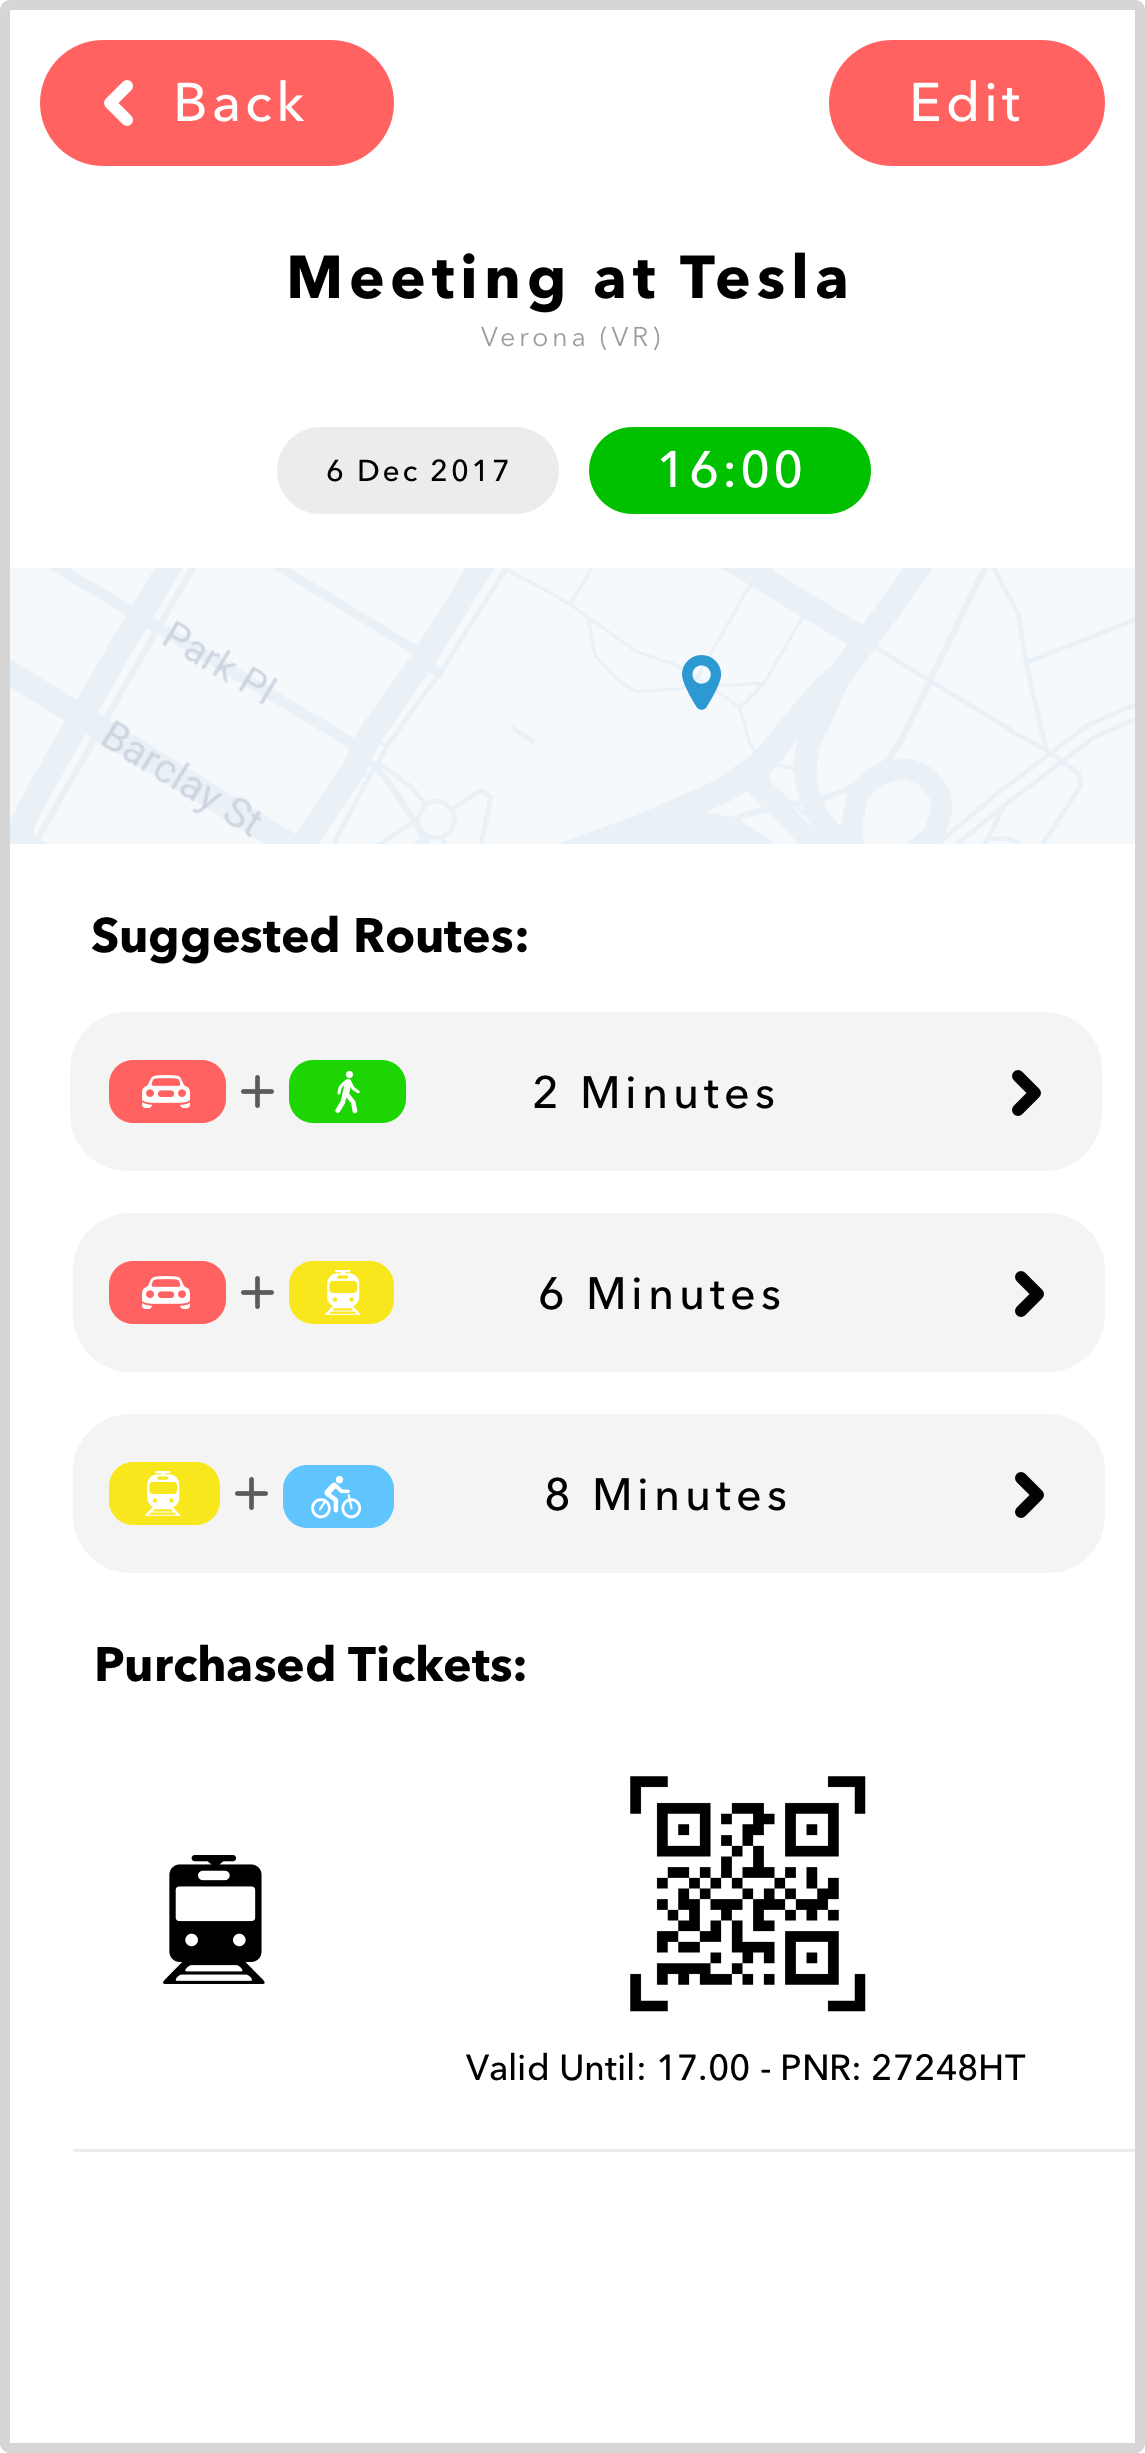 Back
Edit
Meeting at Tesla
Verona (VR)
6 Dec 2017
16:00
Park Pl
Barclay St
Suggested Routes:
2 Minutes
6 Minutes
8 Minutes
Purchased Tickets:
Valid Until: 17.00 - PNR: 27248HT